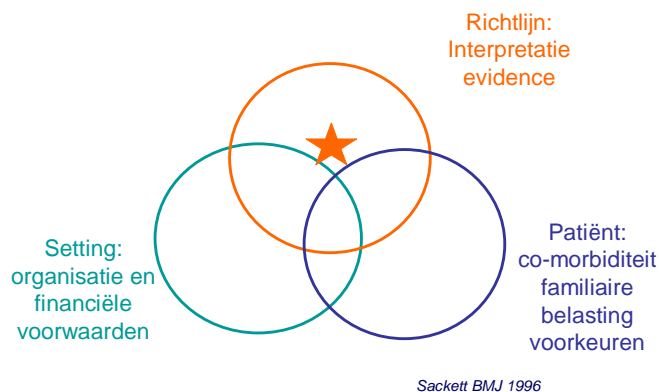 Richtlijn:
Interpretatie
evidence
Setting:
organisatie en
financiële
voorwaarden
Patiënt:
co-morbiditeit
familiaire
belasting
voorkeuren
Sackett BMJ 1996